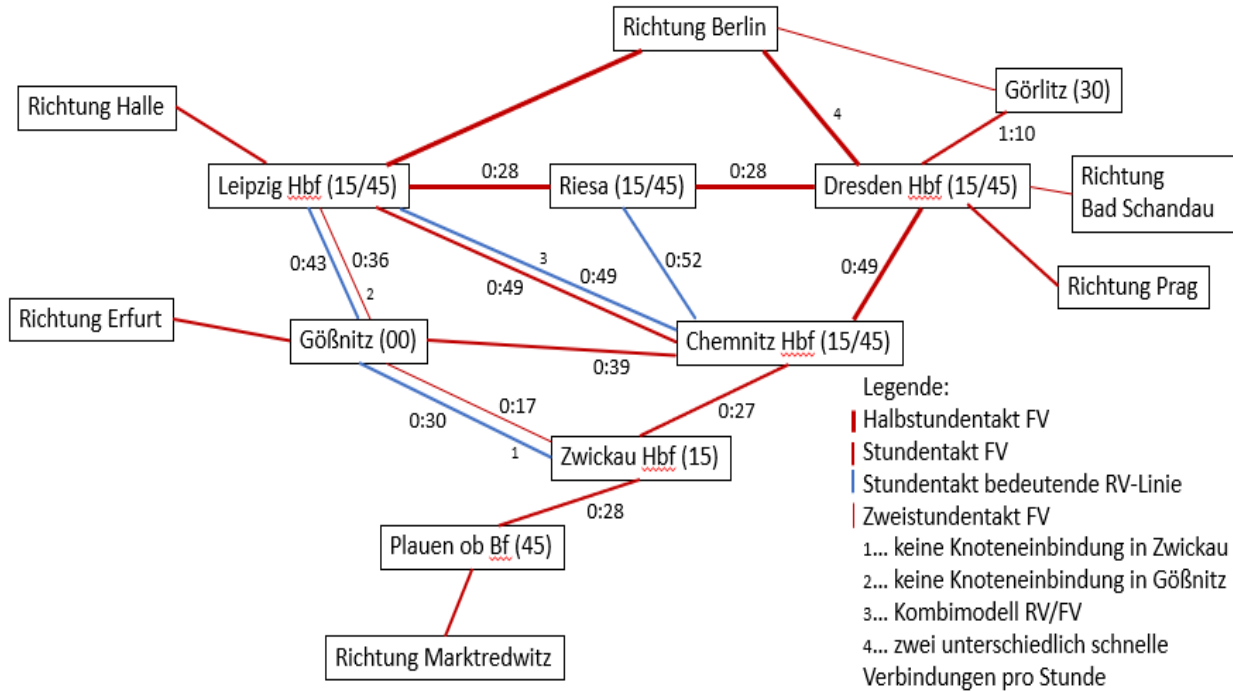 Richtung Berlin
Richtung Halle
Görlitz (30)
4
1:10
Leipzig Hbf (15/45)
0:28
Riesa (15/45)
0:28
Dresden Hbf (15/45)
Richtung
Bad Schandau
0:43
0:36
2
3
0:49
0:49
0:52
0:49
Richtung Prag
Richtung Erfurt
Gößnitz (00)
Chemnitz Hbf (15/45)
0:39
0:30
0:17
1
0:27
Zwickau Hbf (15)
0:28
Plauen ob Bf (45)
Richtung Marktredwitz
Legende:
Halbstundentakt FV
Stundentakt FV
Stundentakt bedeutende RV-Linie
Zweistundentakt FV
1... keine Knoteneinbindung in Zwickau
2... keine Knoteneinbindung in Gößnitz
3... Kombimodell RV/FV
4... zwei unterschiedlich schnelle
Verbindungen pro Stunde